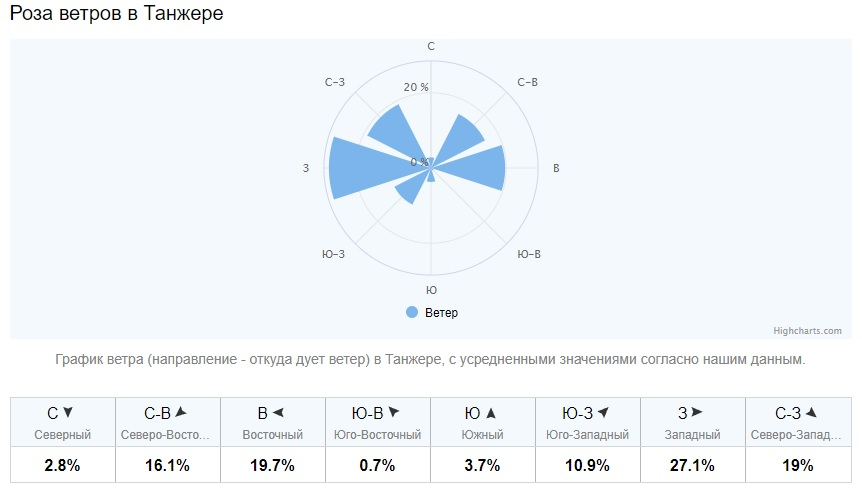 Роза ветров в Танжере
С
С-З
С-В
20 %
З
0 %
В
Ю-З
Ю-В
Ю
Ветер
Highcharts.com
График ветра (направление - откуда дует ветер) в Танжере, с усредненными значениями согласно нашим данным.
С С-В В Ю-В Ю Ю-З З С-З
Северный Северо-Восто... Восточный Юго-Восточный Южный Юго-Западный Западный Северо-Запад...
2.8% 16.1% 19.7% 0.7% 3.7% 10.9% 27.1% 19%